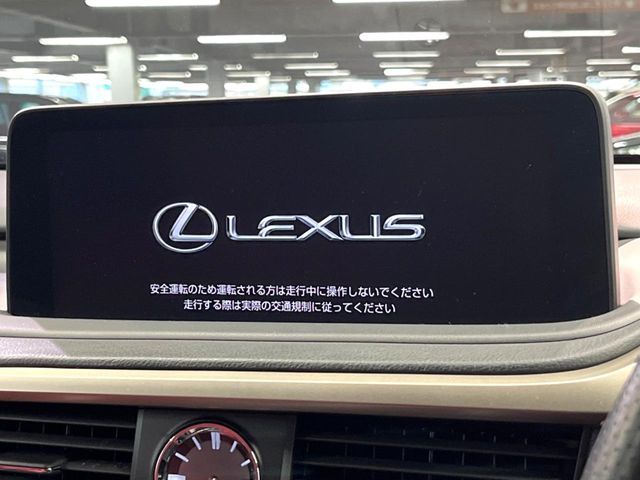 LEXUS
安全運転のため運転される方は走行中に操作しないでください
走行する際は実際の交通規制に従ってください